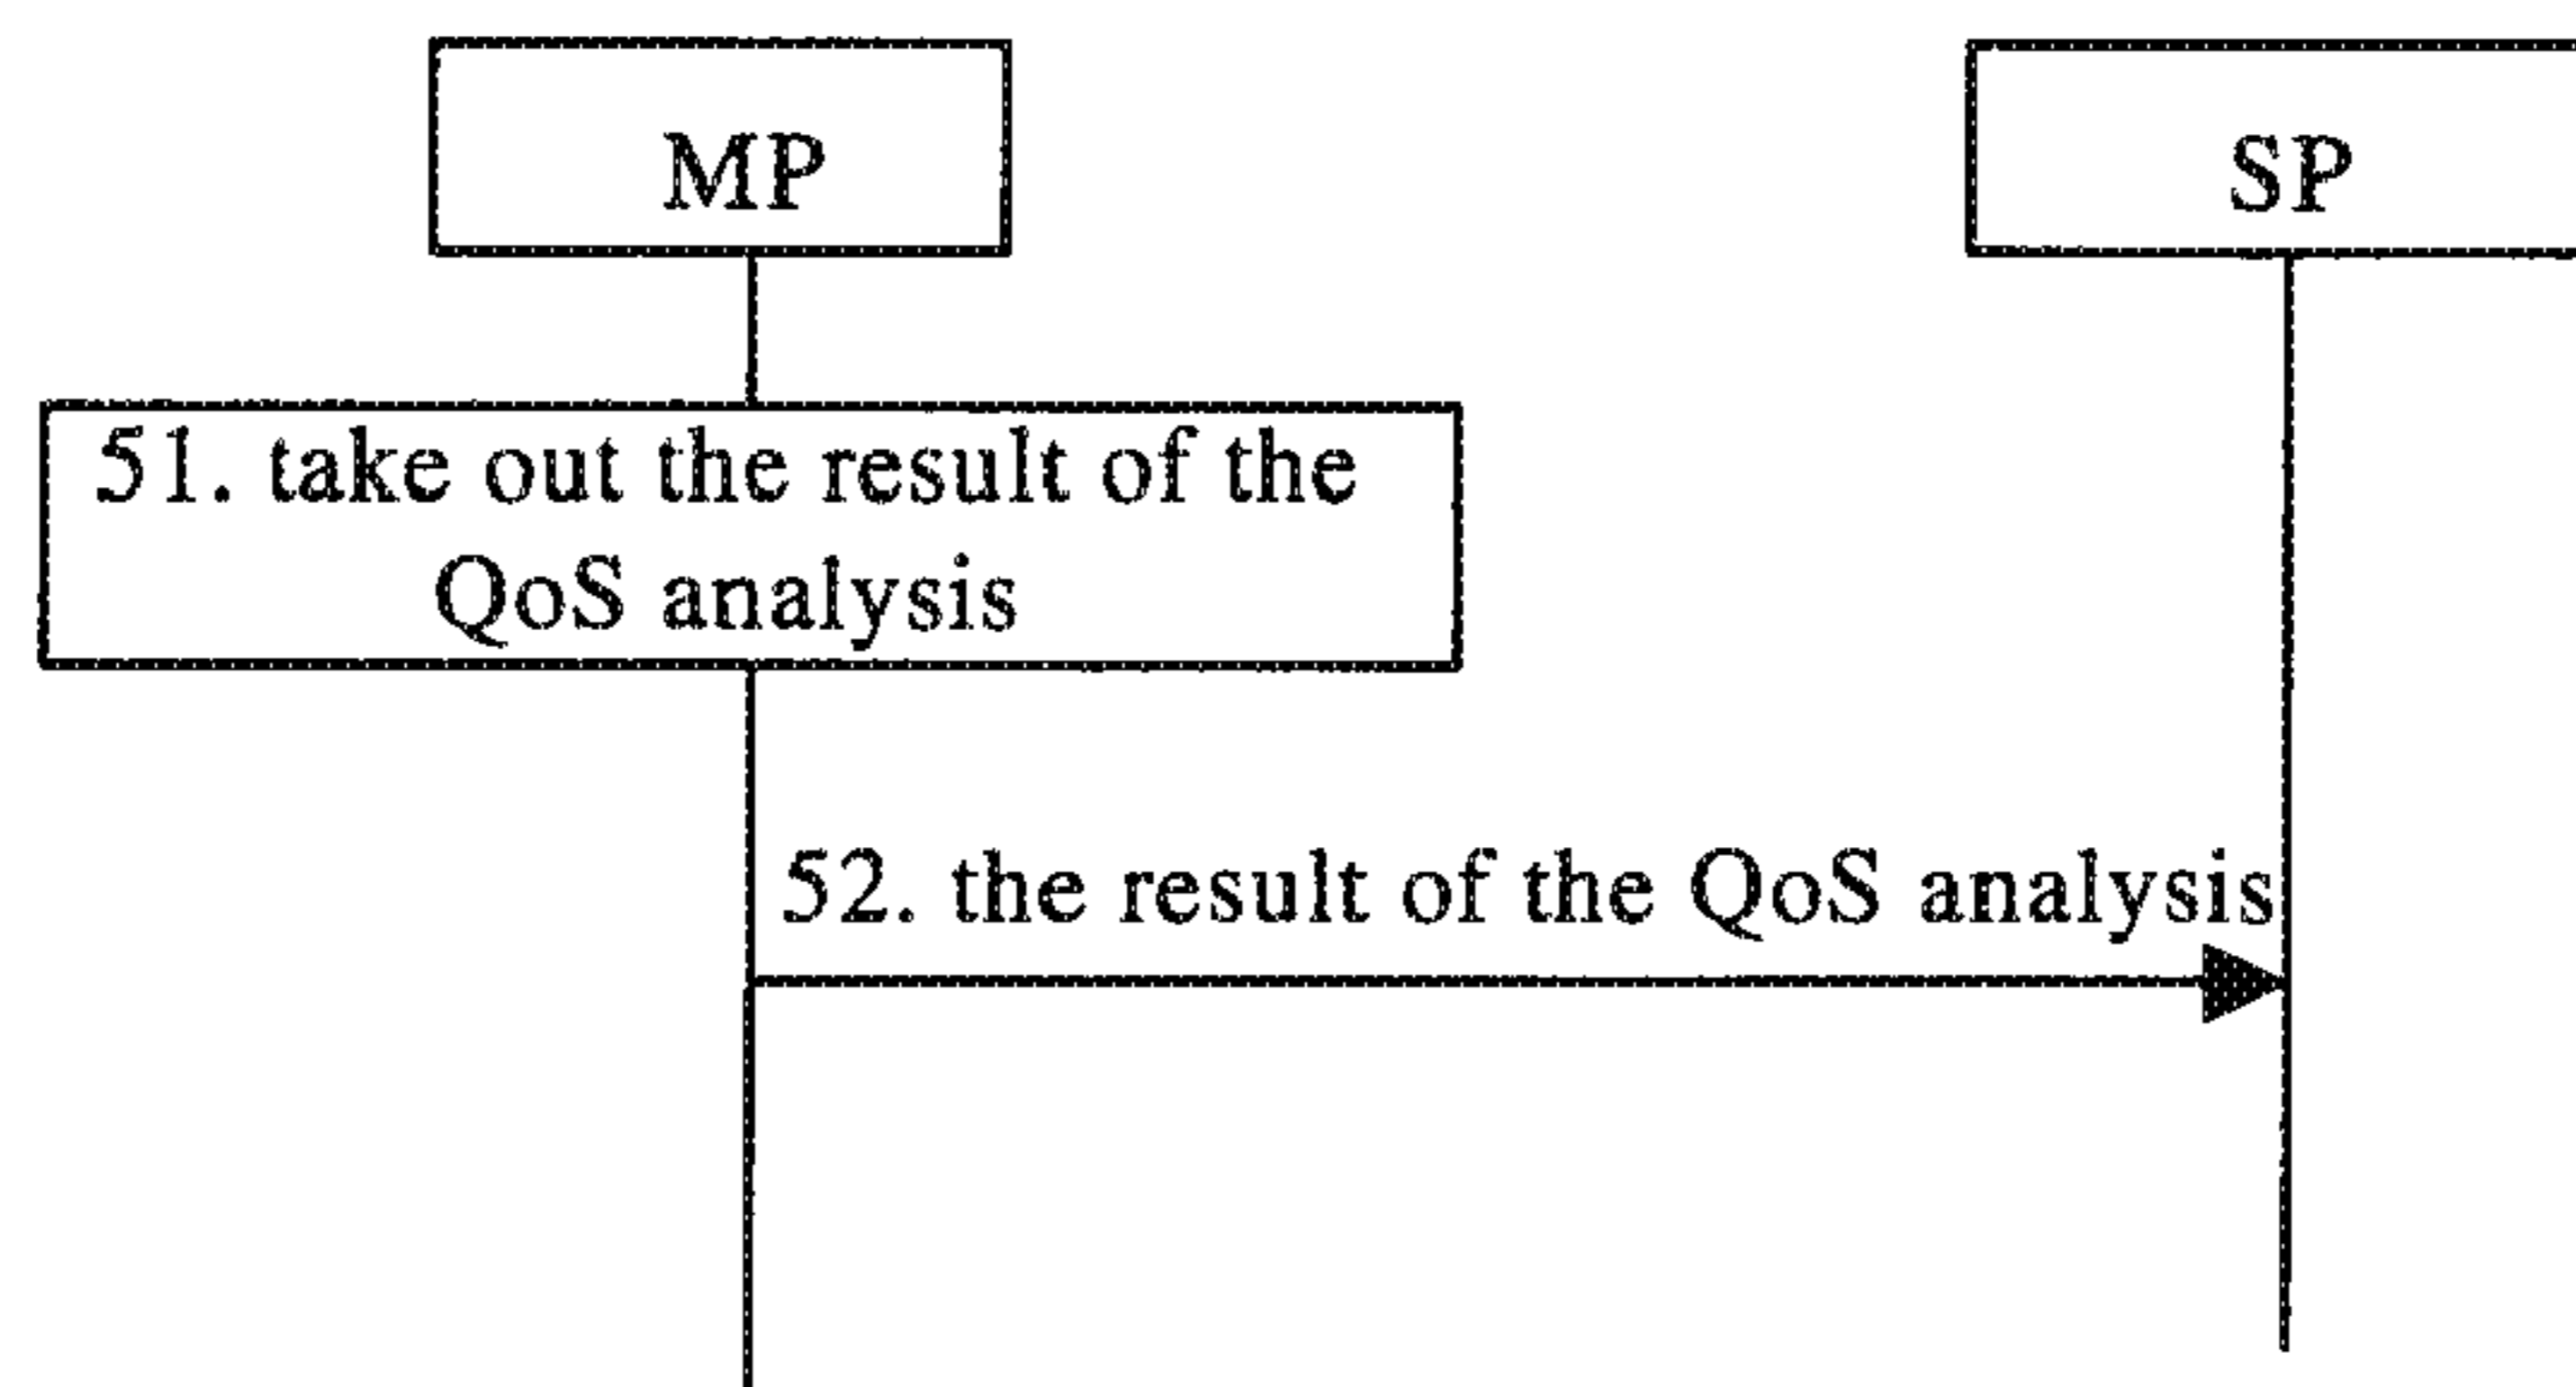 MP
SP
51. take out the result of the
QoS analysis
52. the result of the QoS analysis